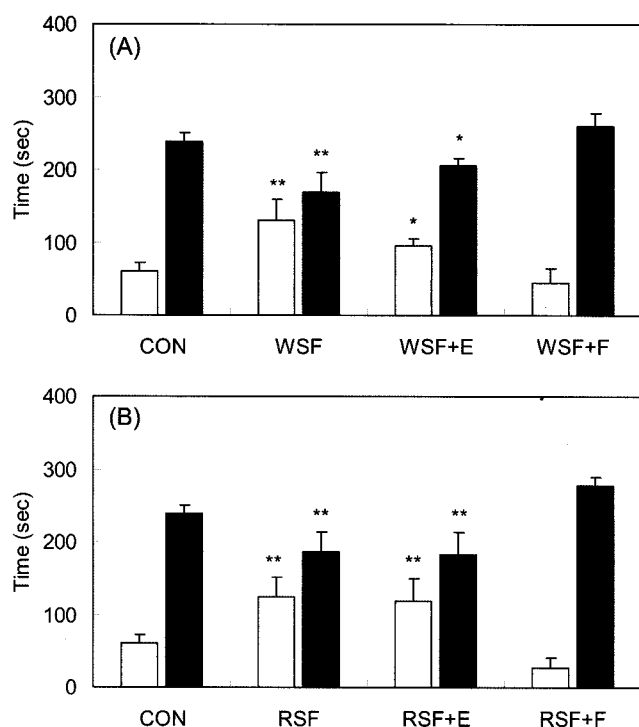 (A)
Time (sec)
400
300
200
100
0
** ** * *
CON WSF WSF+E WSF+F
(B)
Time (sec)
400
300
200
100
0
** ** ** **
CON RSF RSF+E RSF+F